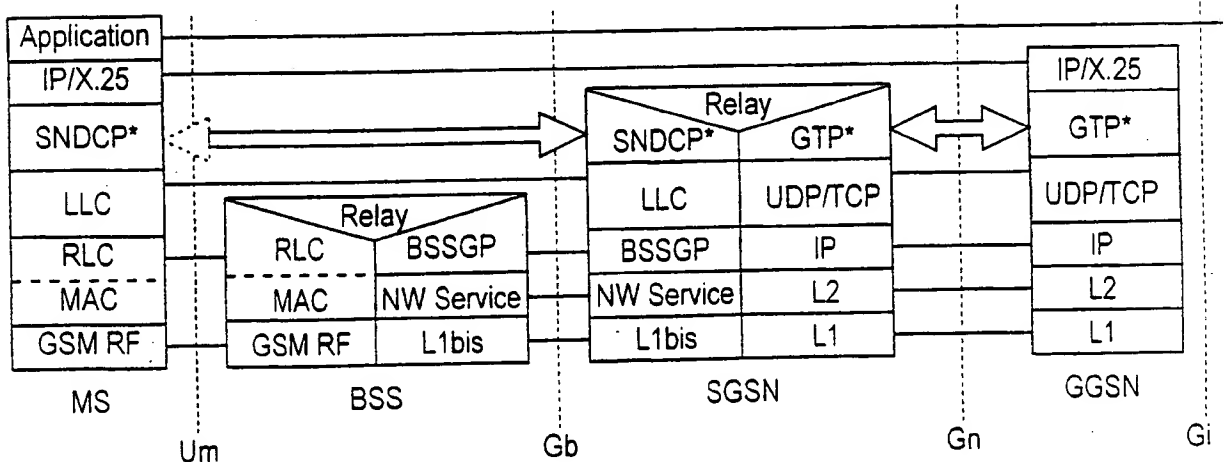 Application
IP/X.25
IP/X.25
Relay
SNDCP*
SNDCP*
GTP*
GTP*
LLC
LLC
UDP/TCP
UDP/TCP
Relay
RLC
RLC
BSSGP
BSSGP
IP
IP
MAC
MAC
NW Service
NW Service
L2
L2
GSM RF
GSM RF
L1bis
L1bis
L1
L1
MS
BSS
SGSN
GGSN
Um
Gb
Gn
Gi